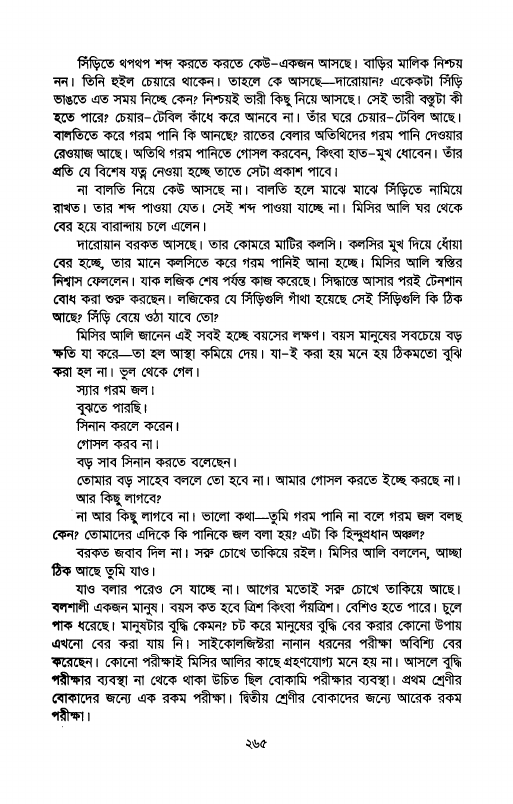 সিঁড়িতে থপথপ শব্দ করতে করতে কেউ-একজন আসছে। বাড়ির মালিক নিশ্চয়
নন। তিনি হুইল চেয়ারে থাকেন। তাহলে কে আসছে—দারোয়ান? একেকটা সিঁড়ি
ভাঙতে এত সময় নিচ্ছে কেন? নিশ্চয়ই ভারী কিছু নিয়ে আসছে। সেই ভারী বস্তুটা কী
হতে পারে? চেয়ার-টেবিল কাঁধে করে আনবে না। তাঁর ঘরে চেয়ার-টেবিল আছে।
বালতিতে করে গরম পানি কি আনছে? রাতের বেলার অতিথিদের গরম পানি দেওয়ার
রেওয়াজ আছে। অতিথি গরম পানিতে গোসল করবেন, কিংবা হাত-মুখ ধোবেন। তাঁর
প্রতি যে বিশেষ যত্ন নেওয়া হচ্ছে তাতে সেটা প্রকাশ পাবে।
না বালতি নিয়ে কেউ আসছে না। বালতি হলে মাঝে মাঝে সিঁড়িতে নামিয়ে
রাখত। তার শব্দ পাওয়া যেত। সেই শব্দ পাওয়া যাচ্ছে না। মিসির আলি ঘর থেকে
বের হয়ে বারান্দায় চলে এলেন।
দারোয়ান বরকত আসছে। তার কোমরে মাটির কলসি। কলসির মুখ দিয়ে ধোঁয়া
বের হচ্ছে, তার মানে কলসিতে করে গরম পানিই আনা হচ্ছে। মিসির আলি স্বস্তির
নিশ্বাস ফেললেন। যাক লজিক শেষ পর্যন্ত কাজ করেছে। সিদ্ধান্তে আসার পরই টেনশান
বোধ করা শুরু করছেন। লজিকের যে সিঁড়িগুলি গাঁথা হয়েছে সেই সিঁড়িগুলি কি ঠিক
আছে? সিঁড়ি বেয়ে ওঠা যাবে তো?
মিসির আলি জানেন এই সবই হচ্ছে বয়সের লক্ষণ। বয়স মানুষের সবচেয়ে বড়
ক্ষতি যা করে—তা হল আস্থা কমিয়ে দেয়। যা-ই করা হয় মনে হয় ঠিকমতো বুঝি
করা হল না। ভুল থেকে গেল।
স্যার গরম জল।
বুঝতে পারছি।
সিনান করলে করেন।
গোসল করব না।
বড় সাব সিনান করতে বলেছেন।
তোমার বড় সাহেব বললে তো হবে না। আমার গোসল করতে ইচ্ছে করছে না।
আর কিছু লাগবে?
না আর কিছু লাগবে না। ভালো কথা—তুমি গরম পানি না বলে গরম জল বলছ
কেন? তোমাদের এদিকে কি পানিকে জল বলা হয়? এটা কি হিন্দুপ্রধান অঞ্চল?
বরকত জবাব দিল না। সরু চোখে তাকিয়ে রইল। মিসির আলি বললেন, আচ্ছা
ঠিক আছে তুমি যাও।
যাও বলার পরেও সে যাচ্ছে না। আগের মতোই সরু চোখে তাকিয়ে আছে।
বলশালী একজন মানুষ। বয়স কত হবে ত্রিশ কিংবা পঁয়ত্রিশ। বেশিও হতে পারে। চুলে
পাক ধরেছে। মানুষটার বুদ্ধি কেমন? চট করে মানুষের বুদ্ধি বের করার কোনো উপায়
এখনো বের করা যায় নি। সাইকোলজিস্টরা নানান ধরনের পরীক্ষা অবিশ্যি বের
করেছেন। কোনো পরীক্ষাই মিসির আলির কাছে গ্রহণযোগ্য মনে হয় না। আসলে বুদ্ধি
পরীক্ষার ব্যবস্থা না থেকে থাকা উচিত ছিল বোকামি পরীক্ষার ব্যবস্থা। প্রথম শ্রেণীর
বোকাদের জন্যে এক রকম পরীক্ষা। দ্বিতীয় শ্রেণীর বোকাদের জন্যে আরেক রকম
পরীক্ষা।
২৬৫